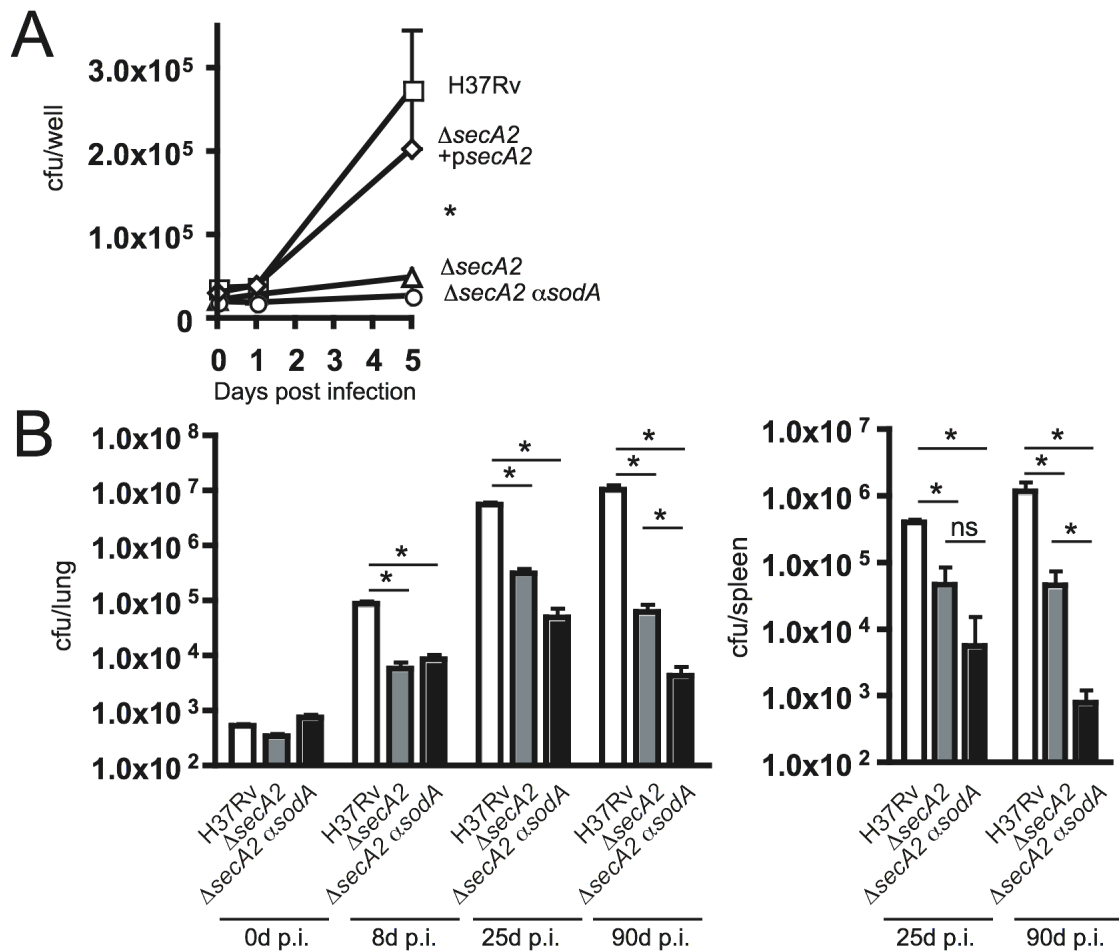 A
cfu/well
3.0x10⁵
2.0x10⁵
1.0x10⁵
0
H37Rv
ΔsecA2
+psecA2
*
ΔsecA2
ΔsecA2 αsodA
0 1 2 3 4 5
Days post infection
B
cfu/lung
1.0x10⁸
1.0x10⁷
1.0x10⁶
1.0x10⁵
1.0x10⁴
1.0x10³
1.0x10²
*
*
*
*
*
*
*
H37Rv
ΔsecA2
ΔsecA2 αsodA
H37Rv
ΔsecA2
ΔsecA2 αsodA
H37Rv
ΔsecA2
ΔsecA2 αsodA
H37Rv
ΔsecA2
ΔsecA2 αsodA
0d p.i. 8d p.i. 25d p.i. 90d p.i.
cfu/spleen
1.0x10⁷
1.0x10⁶
1.0x10⁵
1.0x10⁴
1.0x10³
1.0x10²
*
*
ns
*
*
*
H37Rv
ΔsecA2
ΔsecA2 αsodA
H37Rv
ΔsecA2
ΔsecA2 αsodA
25d p.i. 90d p.i.